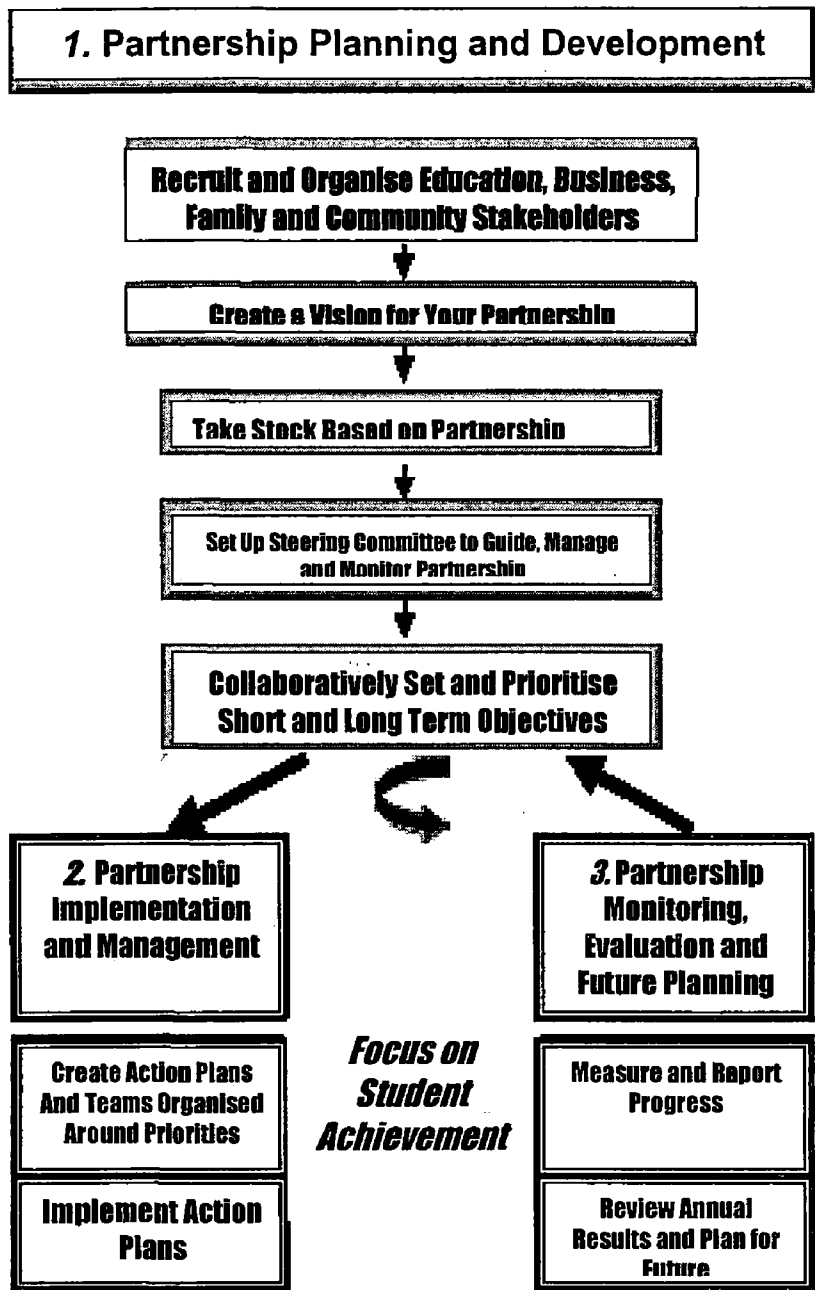 1. Partnership Planning and Development
Recruit and Organise Education, Business,
Family and Community Stakeholders
Create a Vision for Your Partnership
Take Stock Based on Partnership
Set Up Steering Committee to Guide, Manage
and Monitor Partnership
Collaboratively Set and Prioritise
Short and Long Term Objectives
2. Partnership
Implementation
and Management
Create Action Plans
And Teams Organised
Around Priorities
Implement Action
Plans
Focus on
Student
Achievement
3. Partnership
Monitoring,
Evaluation and
Future Planning
Measure and Report
Progress
Review Annual
Results and Plan for
Future